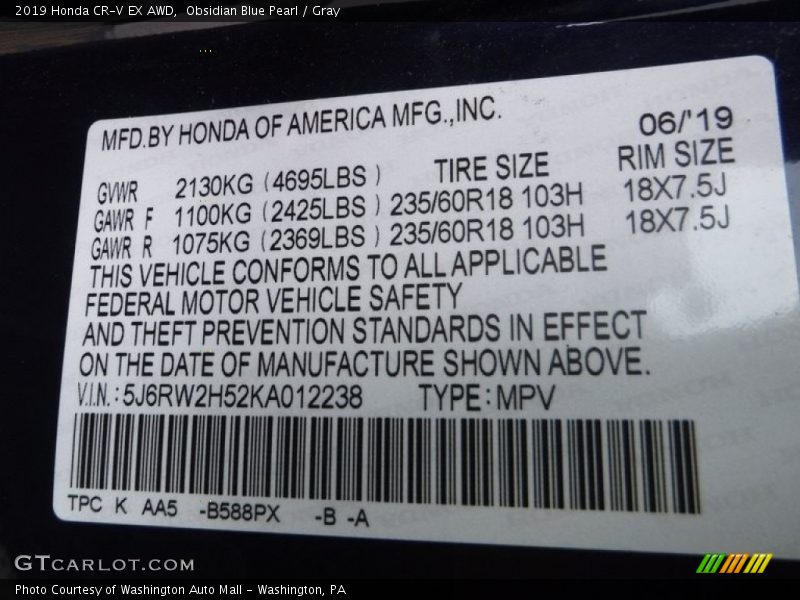 2019 Honda CR-V EX AWD, Obsidian Blue Pearl / Gray
MFD.BY HONDA OF AMERICA MFG.,INC. 06/'19
TIRE SIZE RIM SIZE
GVWR 2130KG (4695LBS)
GAWR F 1100KG (2425LBS) 235/60R18 103H 18X7.5J
GAWR R 1075KG (2369LBS) 235/60R18 103H 18X7.5J
THIS VEHICLE CONFORMS TO ALL APPLICABLE
FEDERAL MOTOR VEHICLE SAFETY
AND THEFT PREVENTION STANDARDS IN EFFECT
ON THE DATE OF MANUFACTURE SHOWN ABOVE.
V.I.N.:5J6RW2H52KA012238 TYPE:MPV
TPC K AA5 -B588PX -B -A
GTCARLOT.COM
Photo Courtesy of Washington Auto Mall - Washington, PA